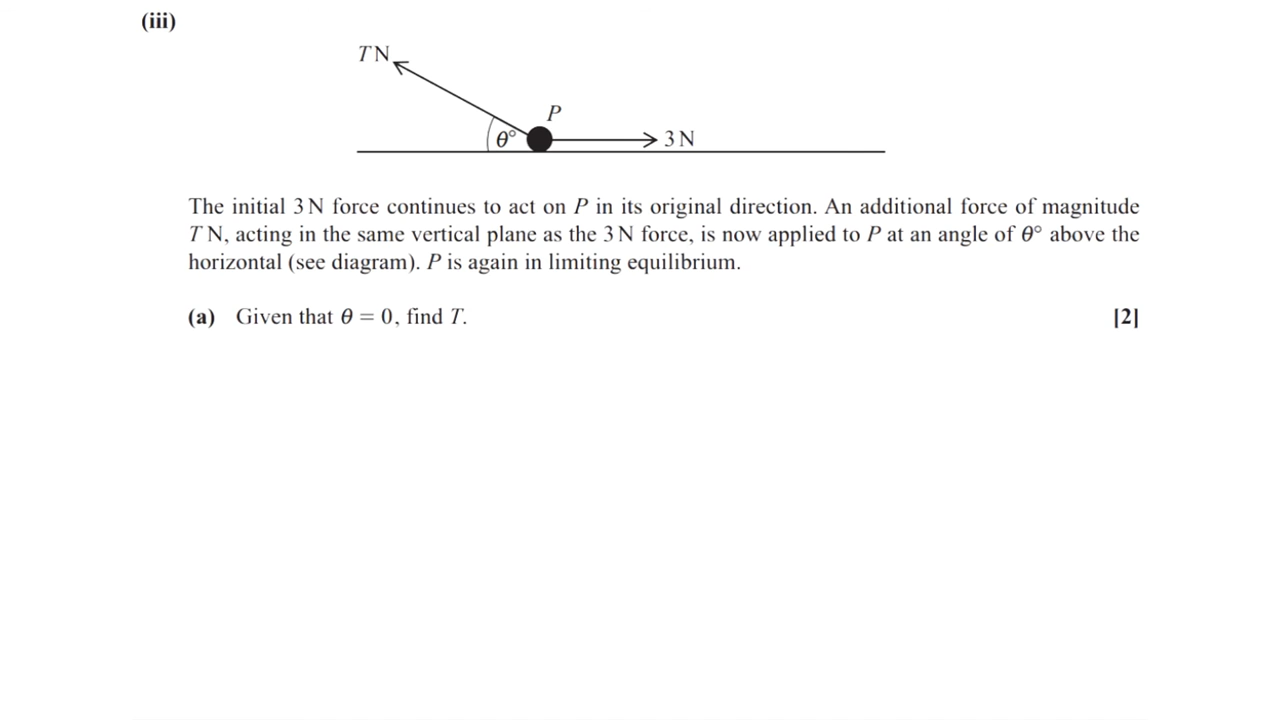 (iii)
T N
P
θ°
3 N
The initial 3 N force continues to act on P in its original direction. An additional force of magnitude
T N, acting in the same vertical plane as the 3 N force, is now applied to P at an angle of θ° above the
horizontal (see diagram). P is again in limiting equilibrium.
(a) Given that θ = 0, find T. [2]